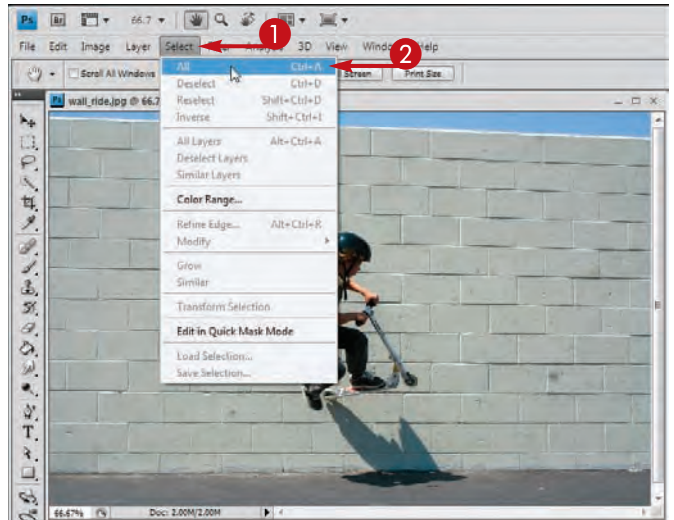 Ps Br 66.7
1
File Edit Image Layer Select 3D View Window Help
2
Scroll All Windows Screen Print Size
All Ctrl+A
Deselect Ctrl+D
Reselect Shift+Ctrl+D
Inverse Shift+Ctrl+I
All Layers Alt+Ctrl+A
Deselect Layers
Similar Layers
Color Range...
Refine Edge... Alt+Ctrl+R
Modify
Grow
Similar
Transform Selection
Edit in Quick Mask Mode
Load Selection...
Save Selection...
Ps wall_ride.jpg @ 66.7
T
66.67% Doc: 2.00M/2.00M